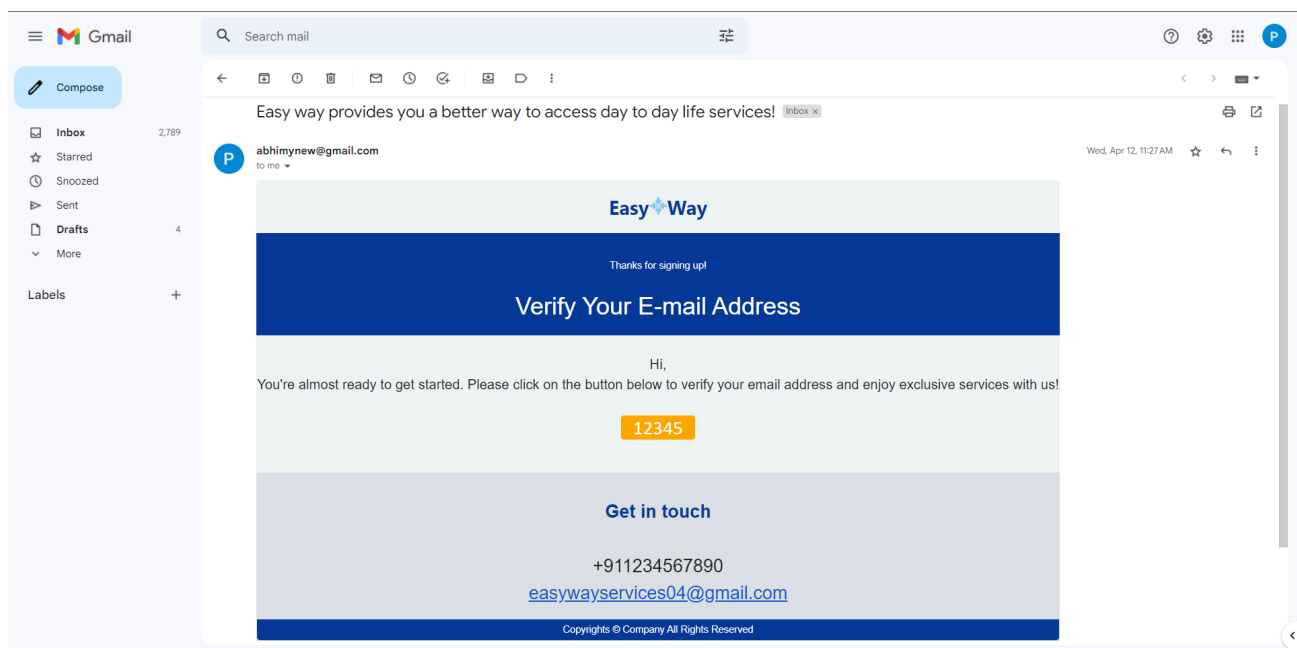 Gmail
Search mail
P
Compose
Inbox 2,789
Starred
Snoozed
Sent
Drafts 4
More
Labels
Easy way provides you a better way to access day to day life services! Inbox ×
P
abhimynew@gmail.com
to me
Wed, Apr 12, 11:27 AM
Easy Way
Thanks for signing up!
Verify Your E-mail Address
Hi,
You're almost ready to get started. Please click on the button below to verify your email address and enjoy exclusive services with us!
12345
Get in touch
+911234567890
easywayservices04@gmail.com
Copyrights © Company All Rights Reserved